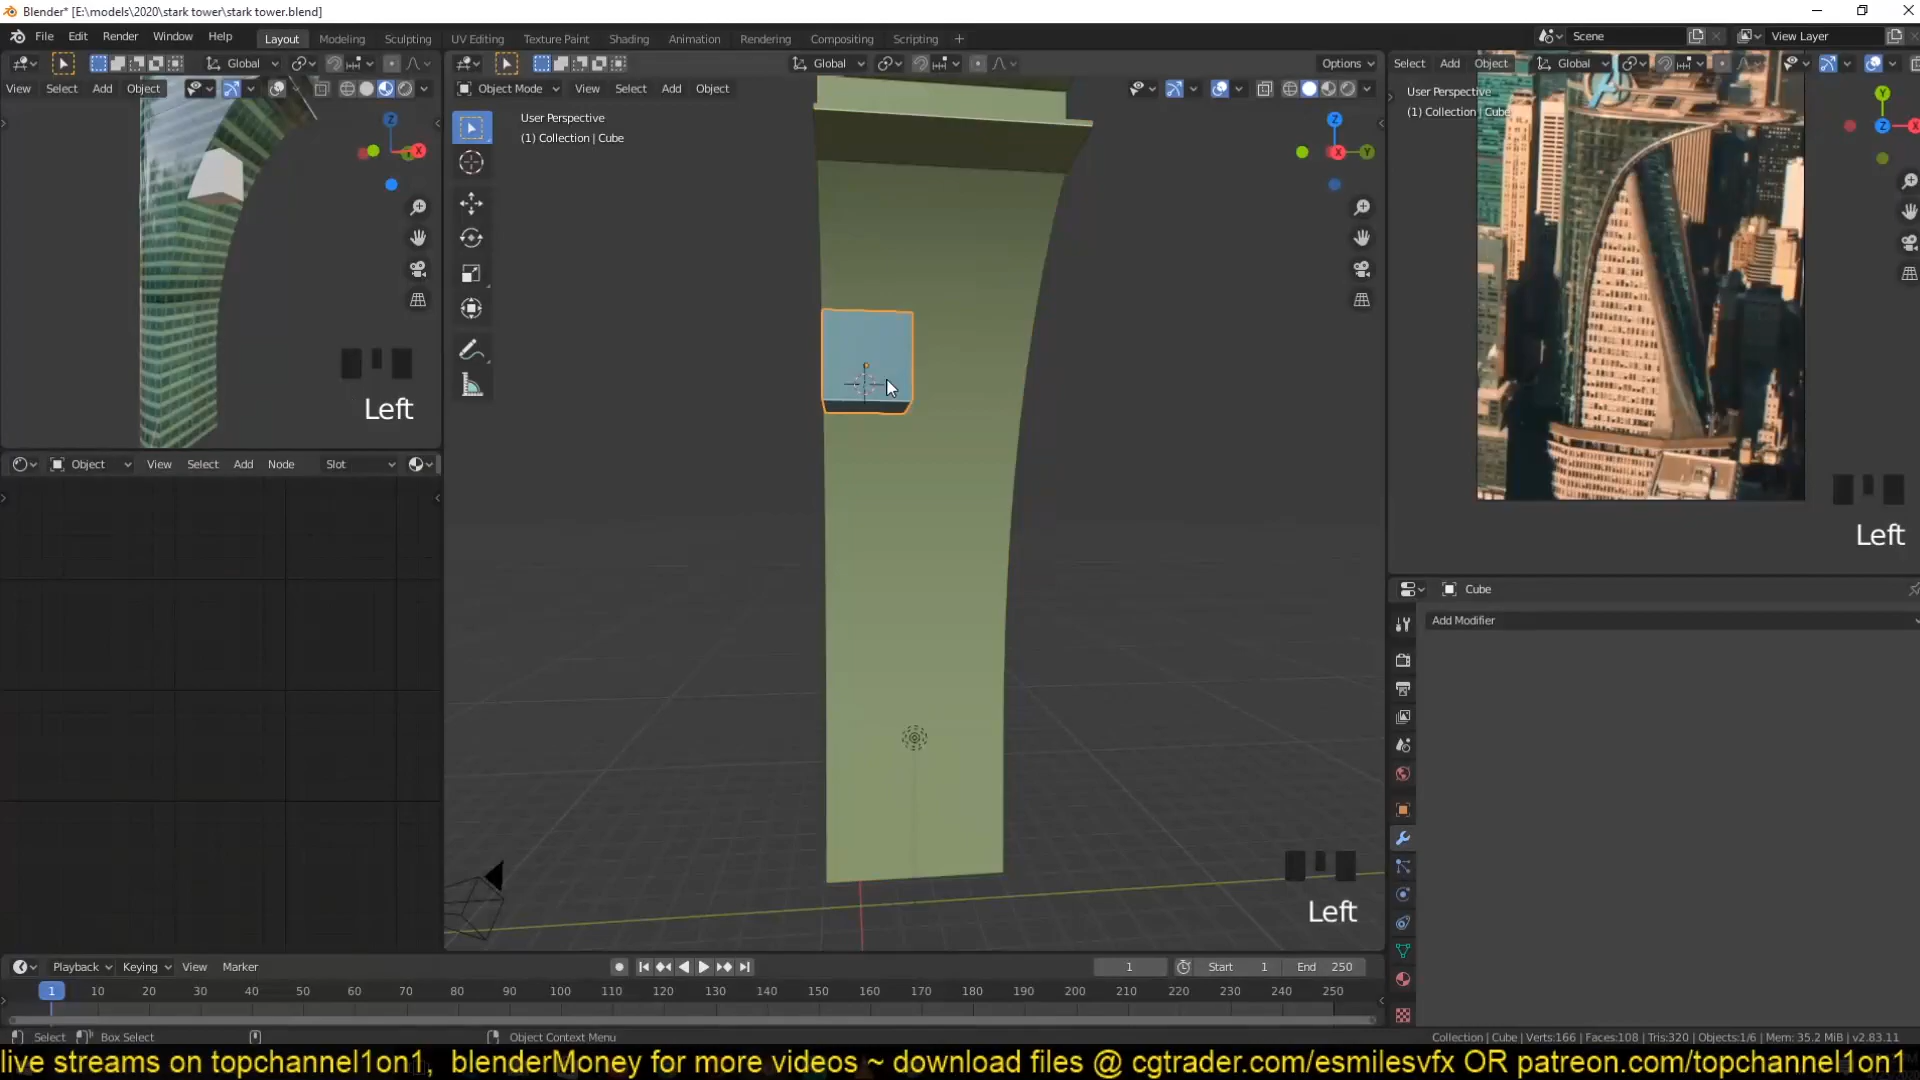 Blender* [E:\models\2020\stark tower\stark tower.blend]
File Edit Render Window Help Layout Modeling Sculpting UV Editing Texture Paint Shading Animation Rendering Compositing Scripting + Scene View Layer
Global
Global
Options
Select Add Object Global
View Select Add Object
Object Mode View Select Add Object
User Perspective
(1) Collection | Cube
User Perspective
(1) Collection | Cube
Z
X
Z
X
Y
Y
Z
X
Left
Left
Object View Select Add Node Slot
Cube
Add Modifier
Left
Playback Keying View Marker
1 Start 1 End 250
1 10 20 30 40 50 60 70 80 90 100 110 120 130 140 150 160 170 180 190 200 210 220 230 240 250
Select Box Select Object Context Menu Collection | Cube | Verts:166 | Faces:108 | Tris:320 | Objects:1/6 | Mem: 35.2 MiB | v2.83.11
live streams on topchannel1on1, blenderMoney for more videos ~ download files @ cgtrader.com/esmilesvfx OR patreon.com/topchannel1on1